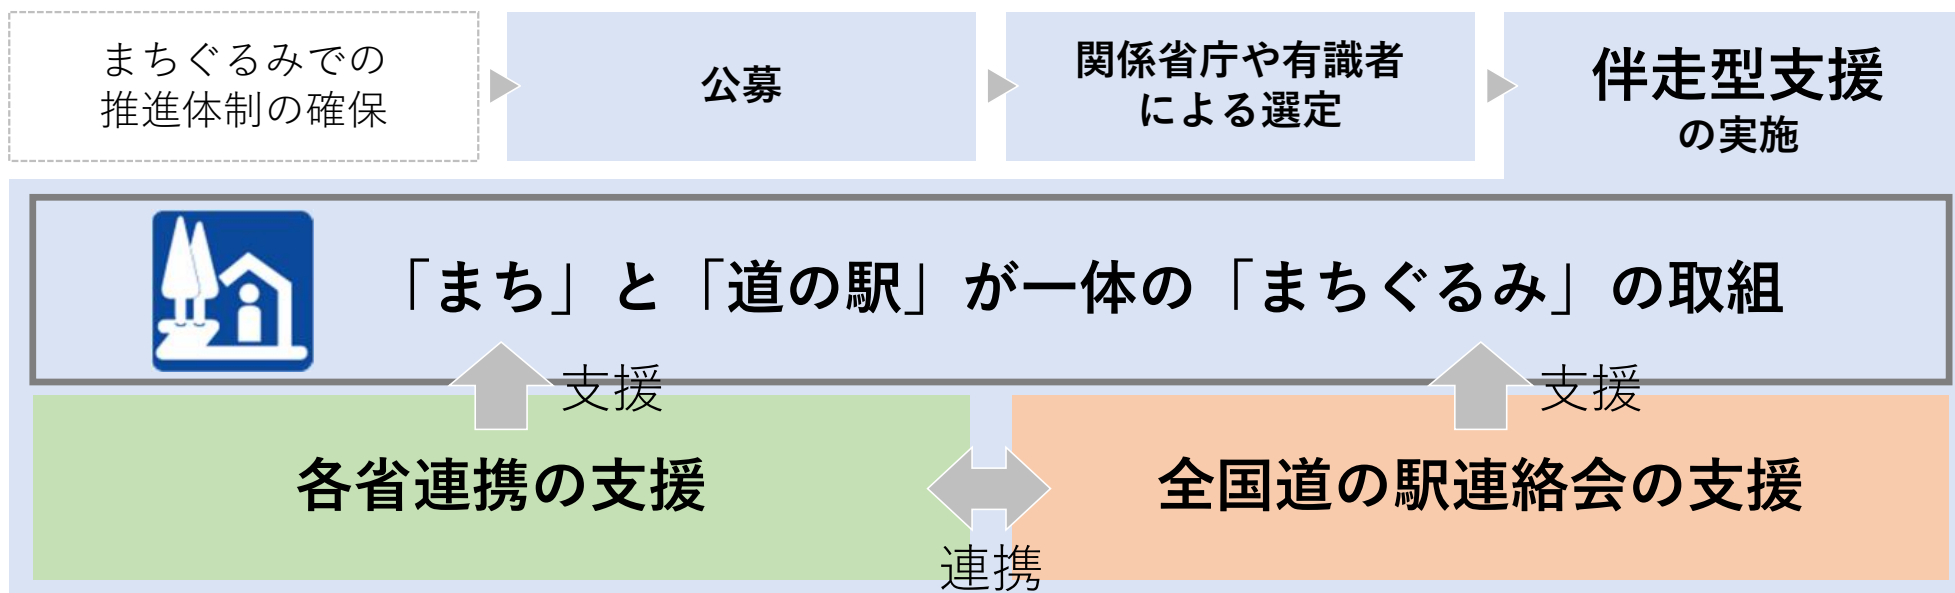 まちぐるみでの
推進体制の確保
公募
関係省庁や有識者
による選定
伴走型支援
の実施
「まち」と「道の駅」が一体の「まちぐるみ」の取組
支援
支援
各省連携の支援
全国道の駅連絡会の支援
連携